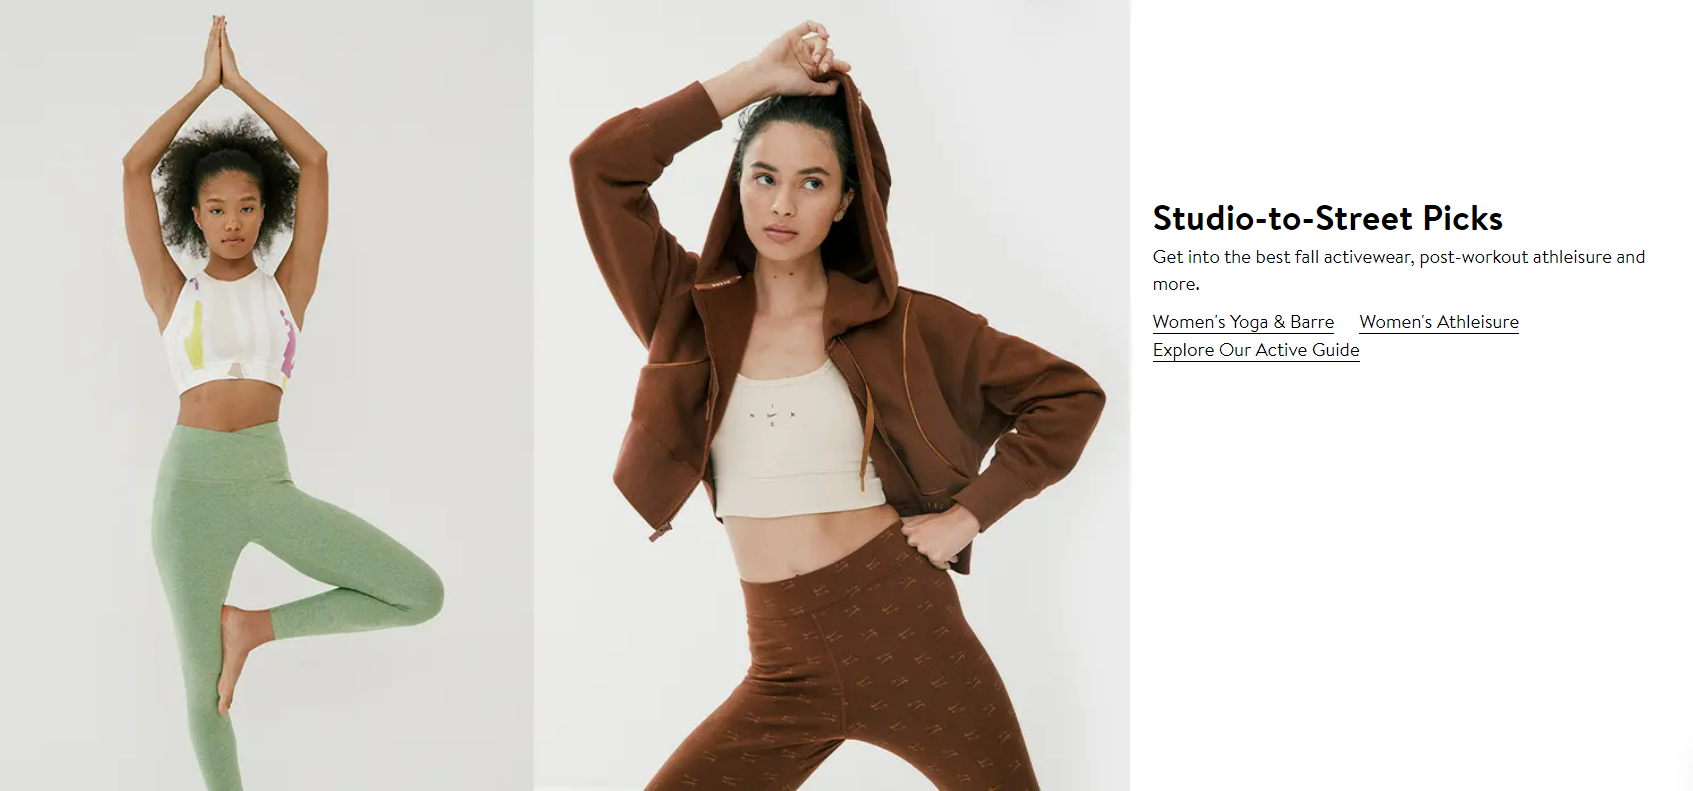 Studio-to-Street Picks
Get into the best fall activewear, post-workout athleisure and
more.
Women's Yoga & Barre Women's Athleisure
Explore Our Active Guide